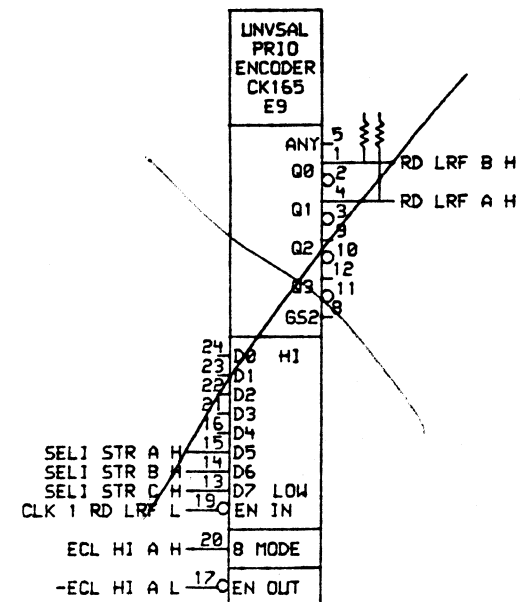 UNVSAL
PRIO
ENCODER
CK165
E9
ANY 5
Q0 1 RD LRF B H
2
Q1 4 RD LRF A H
3
Q2 9
10
12
Q3 11
GS2 8
24 D0 HI
23 D1
22 D2
21 D3
16 D4
SEL1 STR A H 15 D5
SEL1 STR B H 14 D6
SEL1 STR C H 13 D7 LOW
CLK 1 RD LRF L 19 EN IN
ECL HI A H 20 8 MODE
-ECL HI A L 17 EN OUT